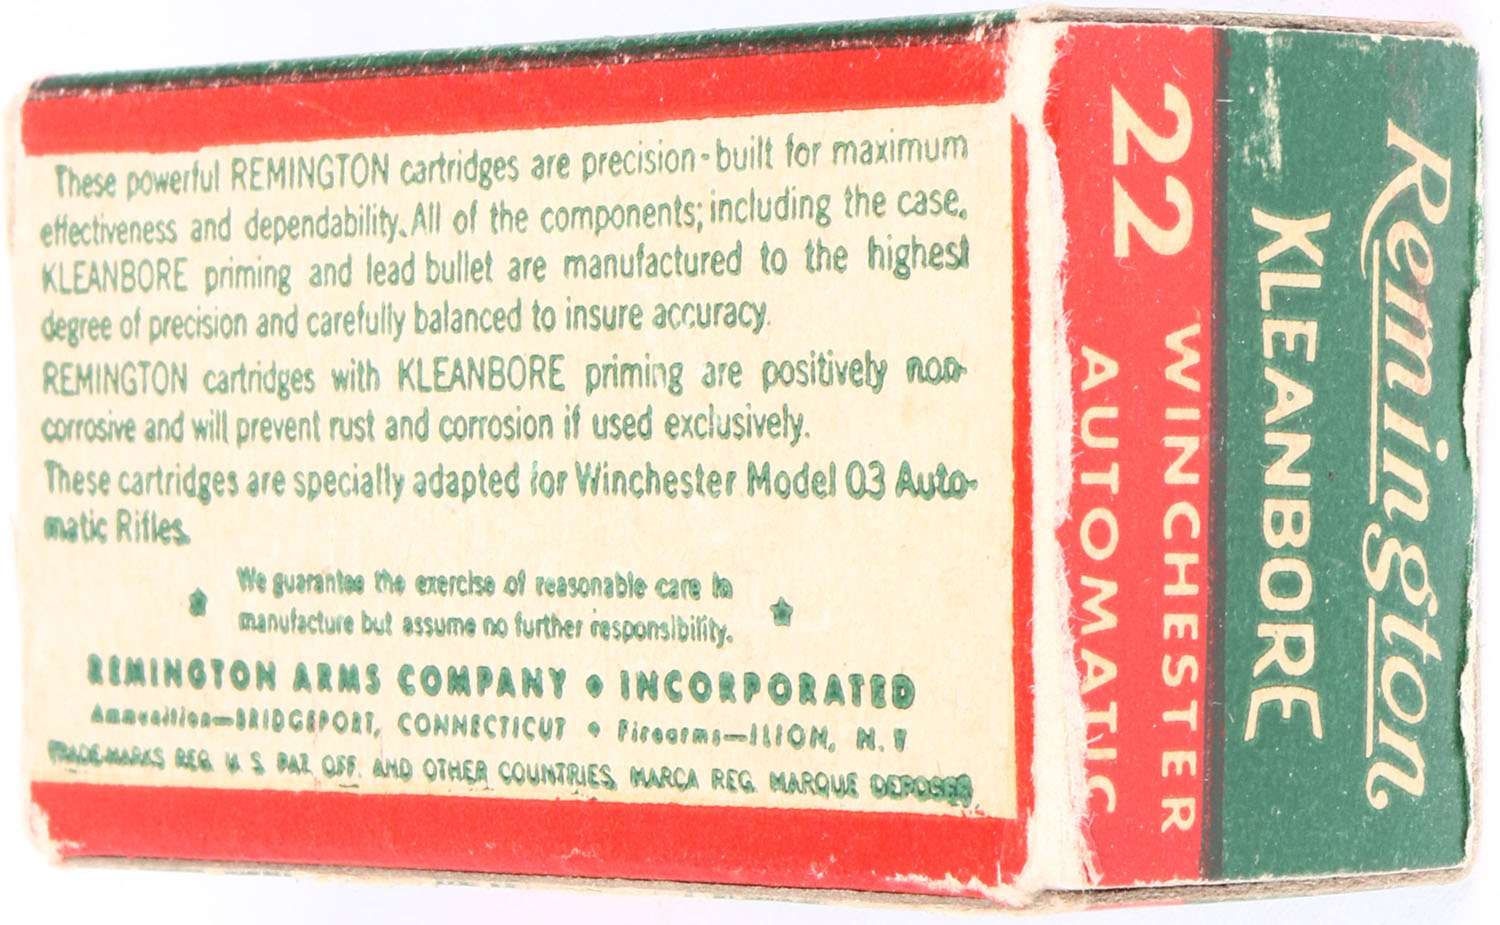 These powerful REMINGTON cartridges are precision-built for maximum
effectiveness and dependability. All of the components; including the case,
KLEANBORE priming and lead bullet are manufactured to the highest
degree of precision and carefully balanced to insure accuracy.
REMINGTON cartridges with KLEANBORE priming are positively non-
corrosive and will prevent rust and corrosion if used exclusively.
These cartridges are specially adapted for Winchester Model 03 Auto-
matic Rifles.
We guarantee the exercise of reasonable care in
manufacture but assume no further responsibility.
REMINGTON ARMS COMPANY • INCORPORATED
Ammunition—BRIDGEPORT, CONNECTICUT • Firearms—ILION, N.Y
TRADE-MARKS REG. U. S. PAT. OFF. AND OTHER COUNTRIES, MARCA REG. MARQUE DEPOSEE
Remington
KLEANBORE
22 WINCHESTER
AUTOMATIC